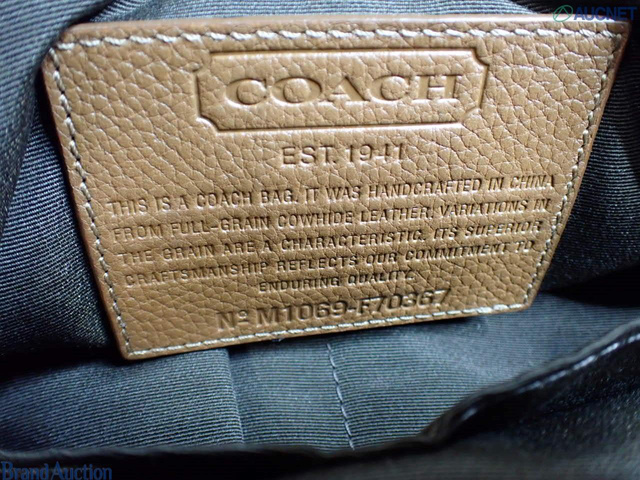 AUCNET
COACH
EST. 1941
THIS IS A COACH BAG. IT WAS HANDCRAFTED IN CHINA
FROM FULL-GRAIN COWHIDE LEATHER. VARIATIONS IN
THE GRAIN ARE A CHARACTERISTIC. ITS SUPERIOR
CRAFTSMANSHIP REFLECTS OUR COMMITMENT TO
ENDURING QUALITY.
Nº M1069-F70367
Brand Auction